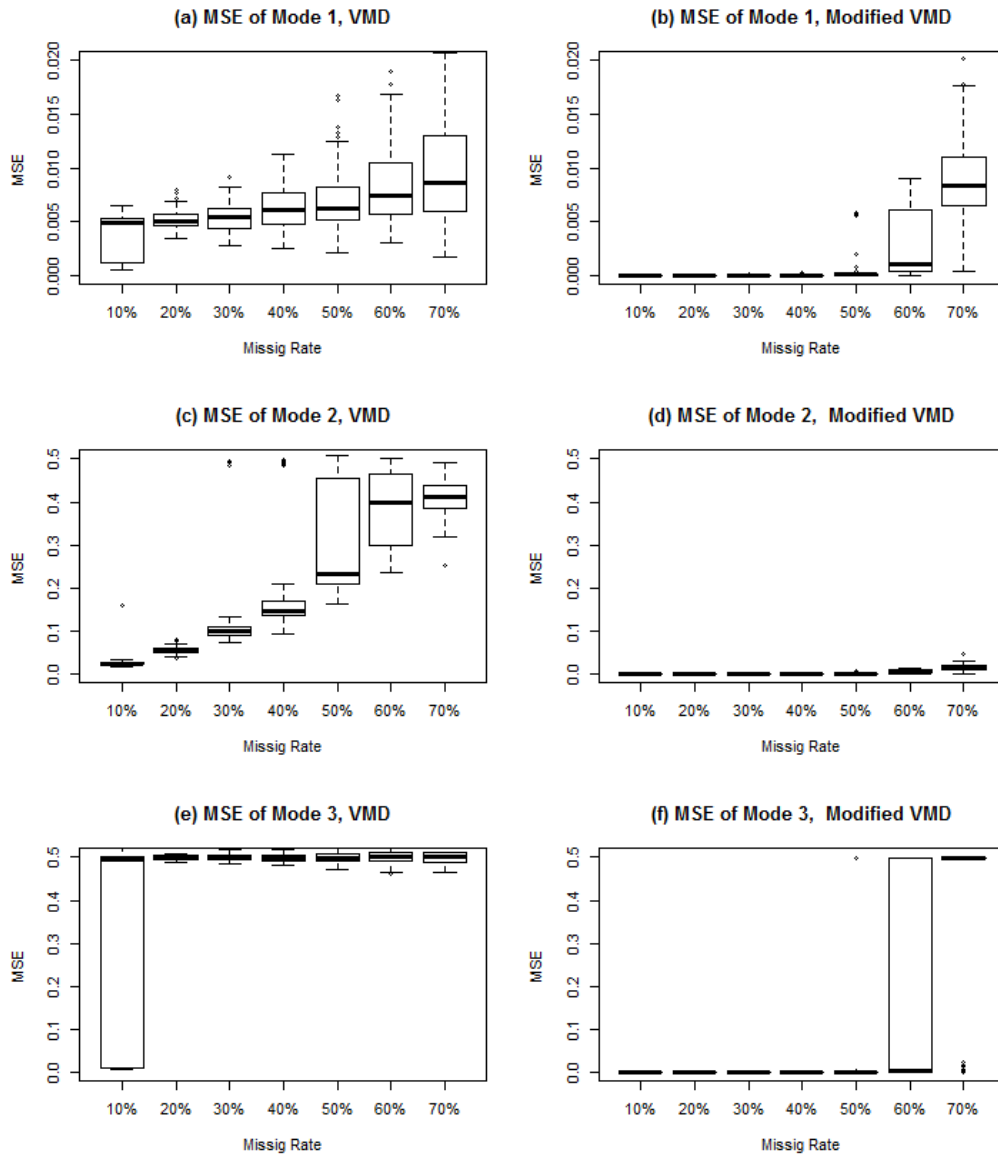 (a) MSE of Mode 1, VMD
MSE
0.000 0.005 0.010 0.015 0.020
10% 20% 30% 40% 50% 60% 70%
Missig Rate
(b) MSE of Mode 1, Modified VMD
MSE
0.000 0.005 0.010 0.015 0.020
10% 20% 30% 40% 50% 60% 70%
Missig Rate
(c) MSE of Mode 2, VMD
MSE
0.0 0.1 0.2 0.3 0.4 0.5
10% 20% 30% 40% 50% 60% 70%
Missig Rate
(d) MSE of Mode 2, Modified VMD
MSE
0.0 0.1 0.2 0.3 0.4 0.5
10% 20% 30% 40% 50% 60% 70%
Missig Rate
(e) MSE of Mode 3, VMD
MSE
0.0 0.1 0.2 0.3 0.4 0.5
10% 20% 30% 40% 50% 60% 70%
Missig Rate
(f) MSE of Mode 3, Modified VMD
MSE
0.0 0.1 0.2 0.3 0.4 0.5
10% 20% 30% 40% 50% 60% 70%
Missig Rate